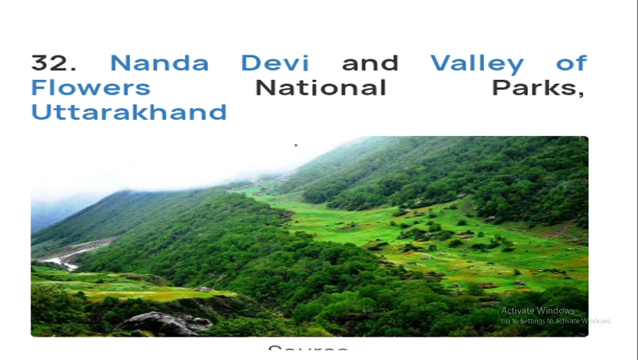 32. Nanda Devi and Valley of
Flowers National Parks,
Uttarakhand
Activate Windows
Go to Settings to Activate Windows.